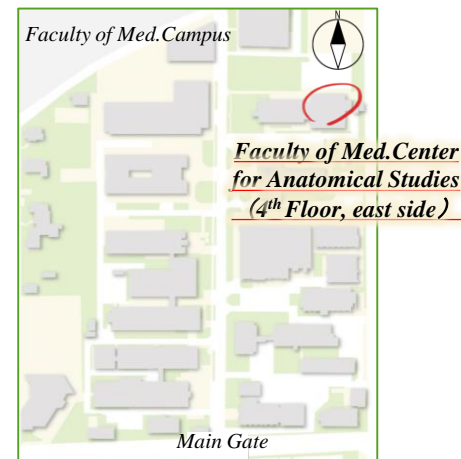 Faculty of Med.Campus
N
Faculty of Med.Center
for Anatomical Studies
（4th Floor, east side）
Main Gate